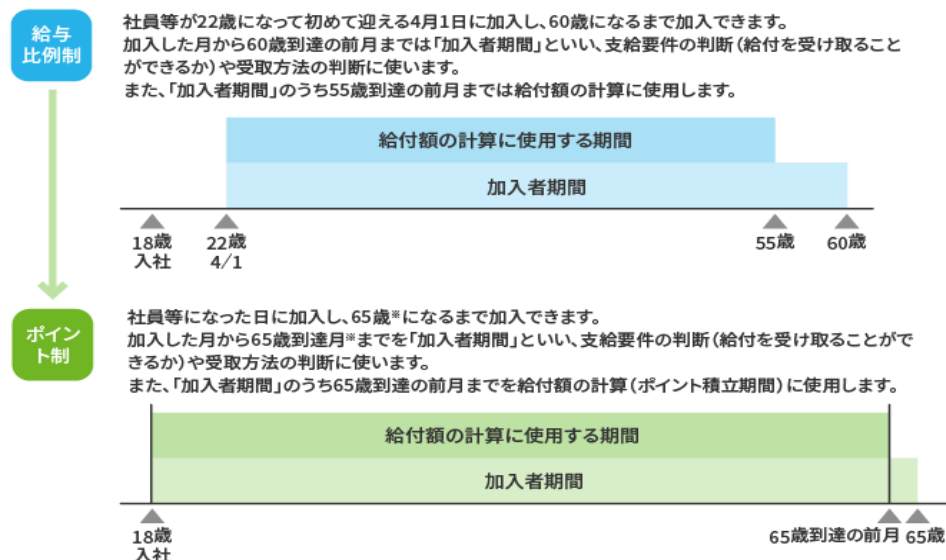 給与
比例制
社員等が22歳になって初めて迎える4月1日に加入し、60歳になるまで加入できます。
加入した月から60歳到達の前月までは「加入者期間」といい、支給要件の判断(給付を受け取ること
ができるか)や受取方法の判断に使います。
また、「加入者期間」のうち55歳到達の前月までは給付額の計算に使用します。
給付額の計算に使用する期間
加入者期間
18歳
入社
22歳
4/1
55歳
60歳
ポイン
ト制
社員等になった日に加入し、65歳※になるまで加入できます。
加入した月から65歳到達月※までを「加入者期間」といい、支給要件の判断(給付を受け取ることがで
きるか)や受取方法の判断に使います。
また、「加入者期間」のうち65歳到達の前月までを給付額の計算(ポイント積立期間)に使用します。
給付額の計算に使用する期間
加入者期間
18歳
入社
65歳到達の前月
65歳